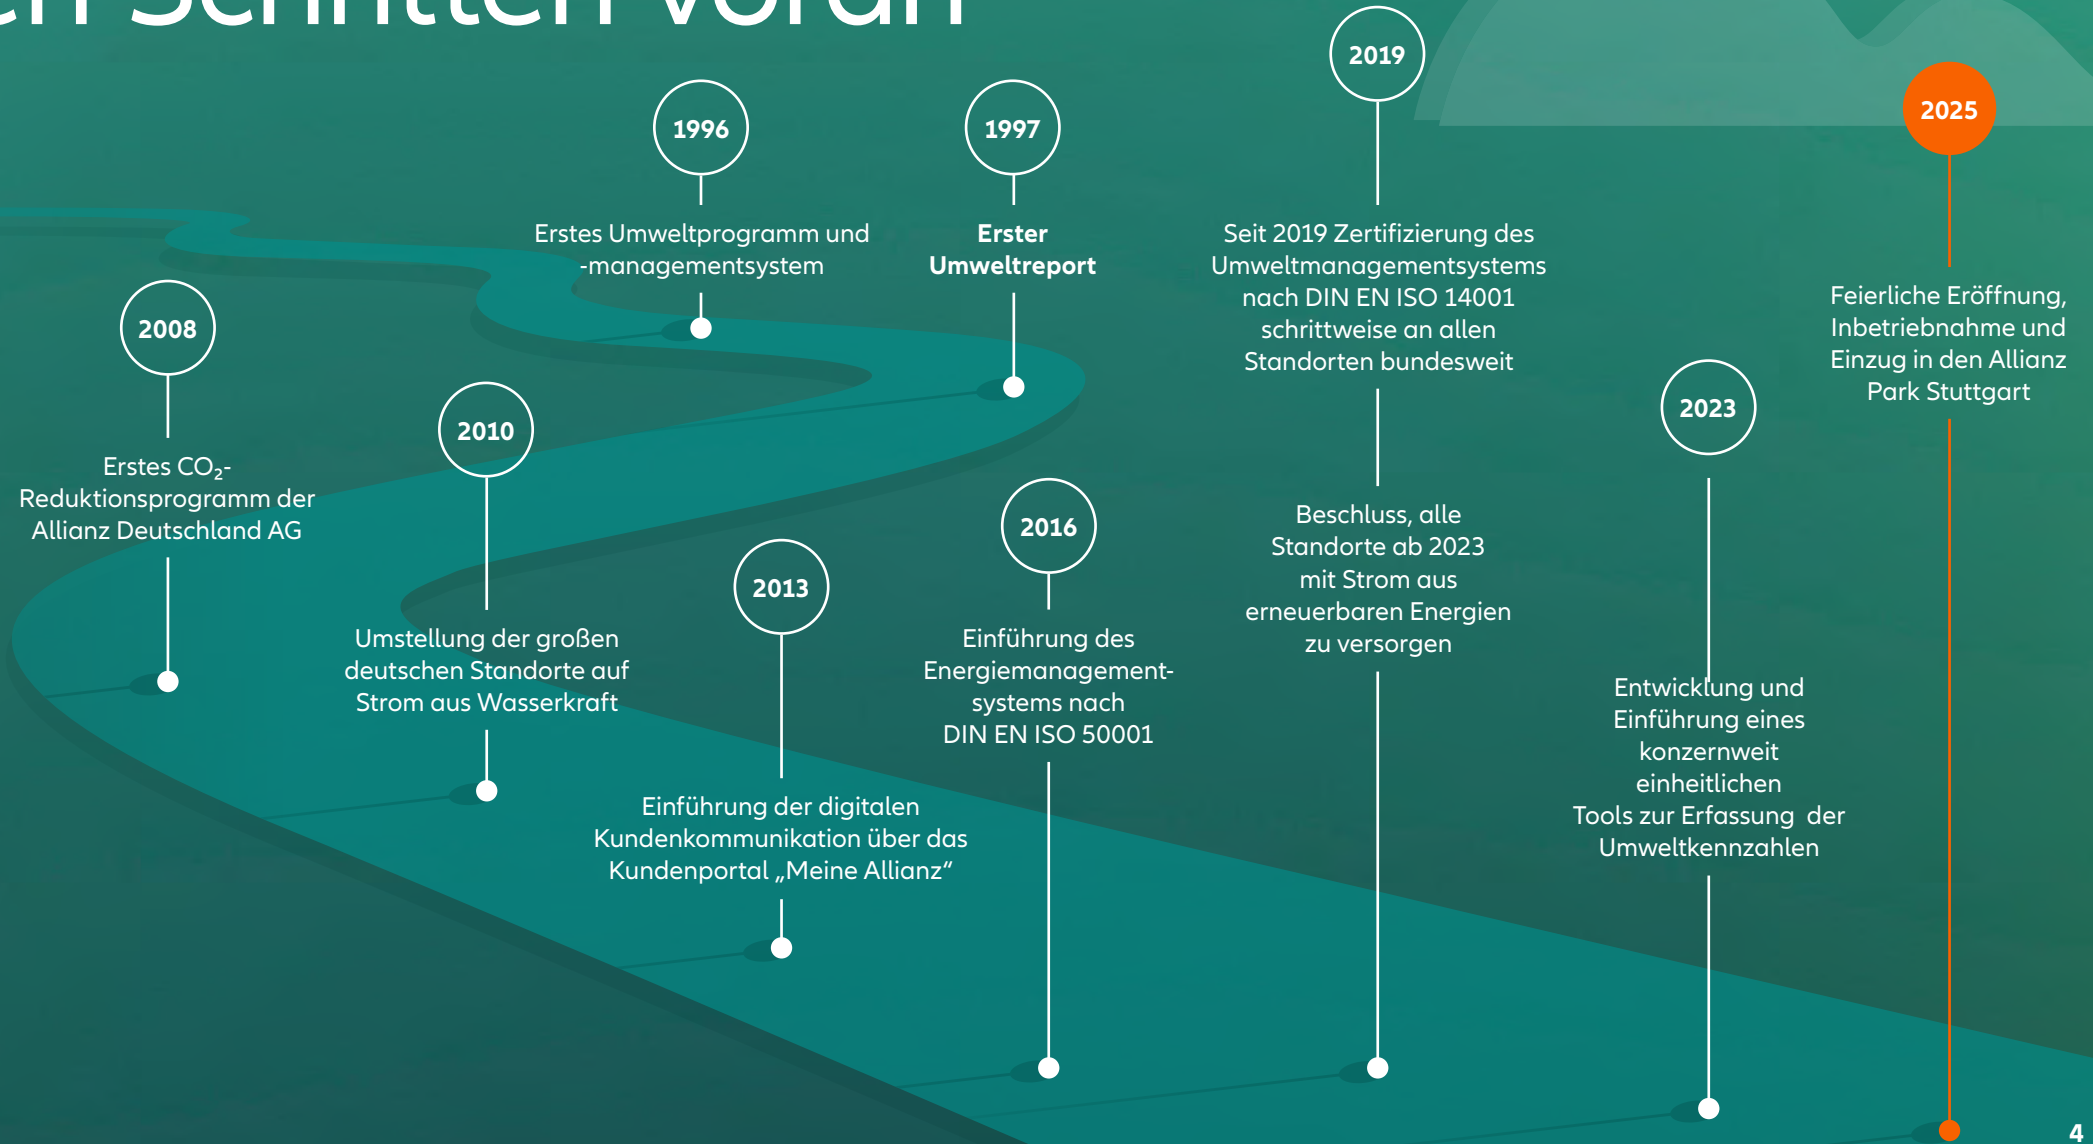 Schritten voran
1996
Erstes Umweltprogramm und
-managementsystem
1997
Erster
Umweltreport
2008
Erstes CO₂-
Reduktionsprogramm der
Allianz Deutschland AG
2010
Umstellung der großen
deutschen Standorte auf
Strom aus Wasserkraft
2013
Einführung der digitalen
Kundenkommunikation über das
Kundenportal „Meine Allianz“
2016
Einführung des
Energiemanagement-
systems nach
DIN EN ISO 50001
2019
Seit 2019 Zertifizierung des
Umweltmanagementsystems
nach DIN EN ISO 14001
schrittweise an allen
Standorten bundesweit
Beschluss, alle
Standorte ab 2023
mit Strom aus
erneuerbaren Energien
zu versorgen
2023
Entwicklung und
Einführung eines
konzernweit
einheitlichen
Tools zur Erfassung  der
Umweltkennzahlen
2025
Feierliche Eröffnung,
Inbetriebnahme und
Einzug in den Allianz
Park Stuttgart
4